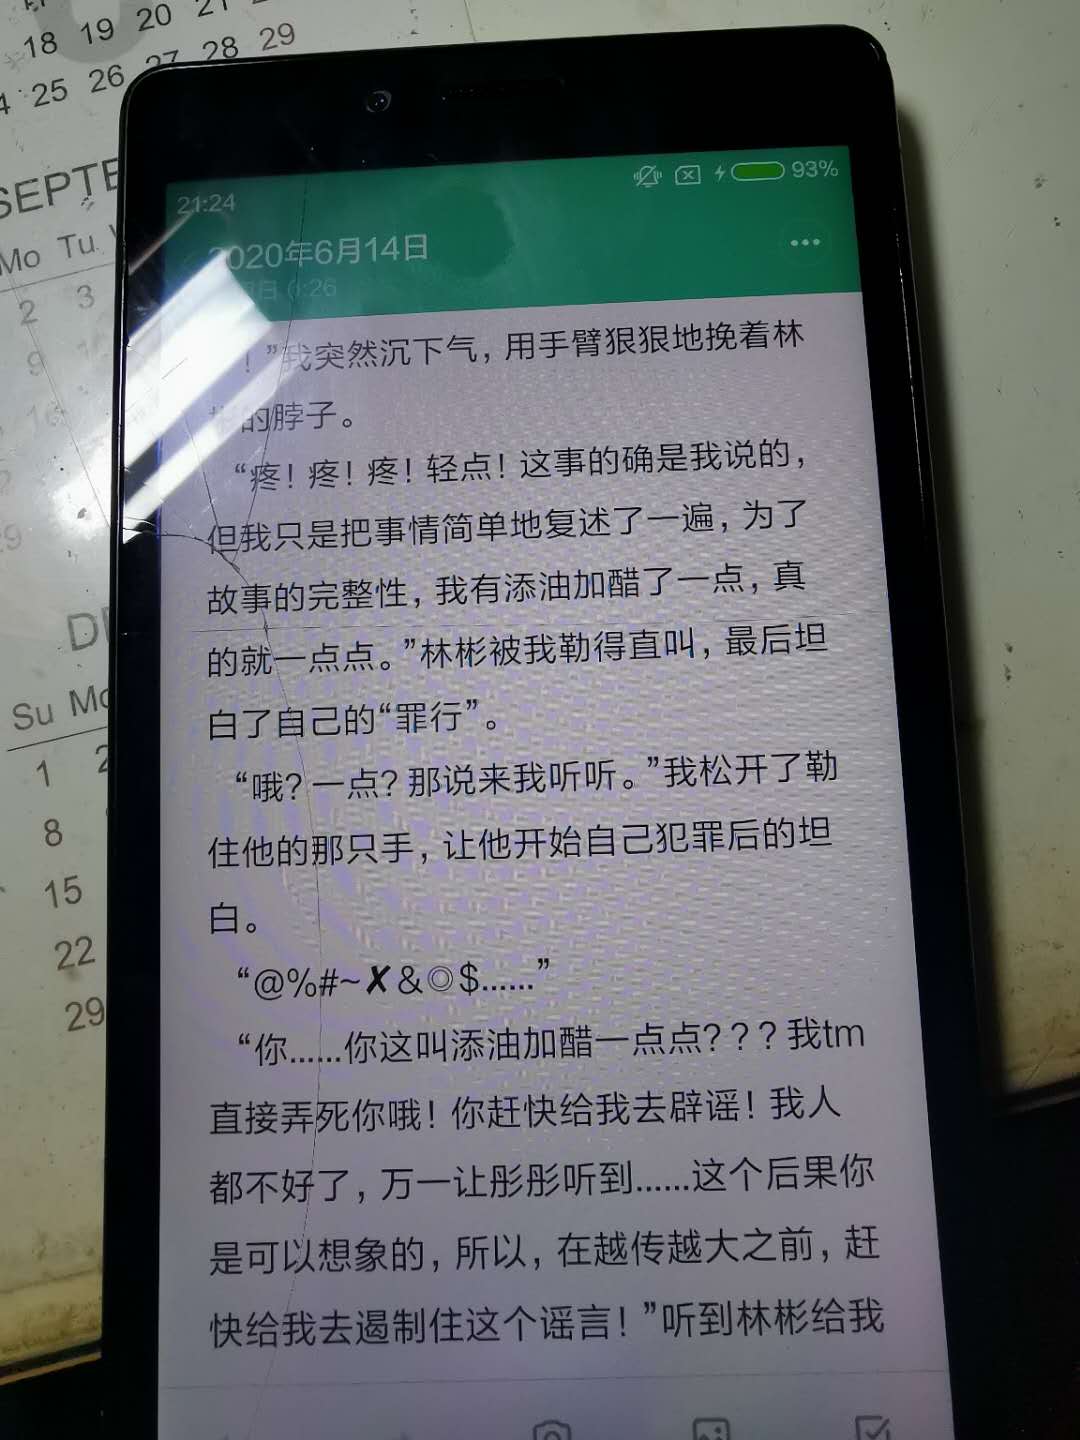 18 19 20 21
4 25 26 27 28 29
SEPTE
Mo Tu
2 3
9
16
29
Su Mo
1 2
8
15
22
29
21:24
93%
2020年6月14日
！”我突然沉下气，用手臂狠狠地挽着林
彬的脖子。
“疼！疼！疼！轻点！这事的确是我说的，
但我只是把事情简单地复述了一遍，为了
故事的完整性，我有添油加醋了一点，真
的就一点点。”林彬被我勒得直叫，最后坦
白了自己的“罪行”。
“哦？一点？那说来我听听。”我松开了勒
住他的那只手，让他开始自己犯罪后的坦
白。
“@%#~✘&◎$……”
“你……你这叫添油加醋一点点？？？我tm
直接弄死你哦！你赶快给我去辟谣！我人
都不好了，万一让彤彤听到……这个后果你
是可以想象的，所以，在越传越大之前，赶
快给我去遏制住这个谣言！”听到林彬给我